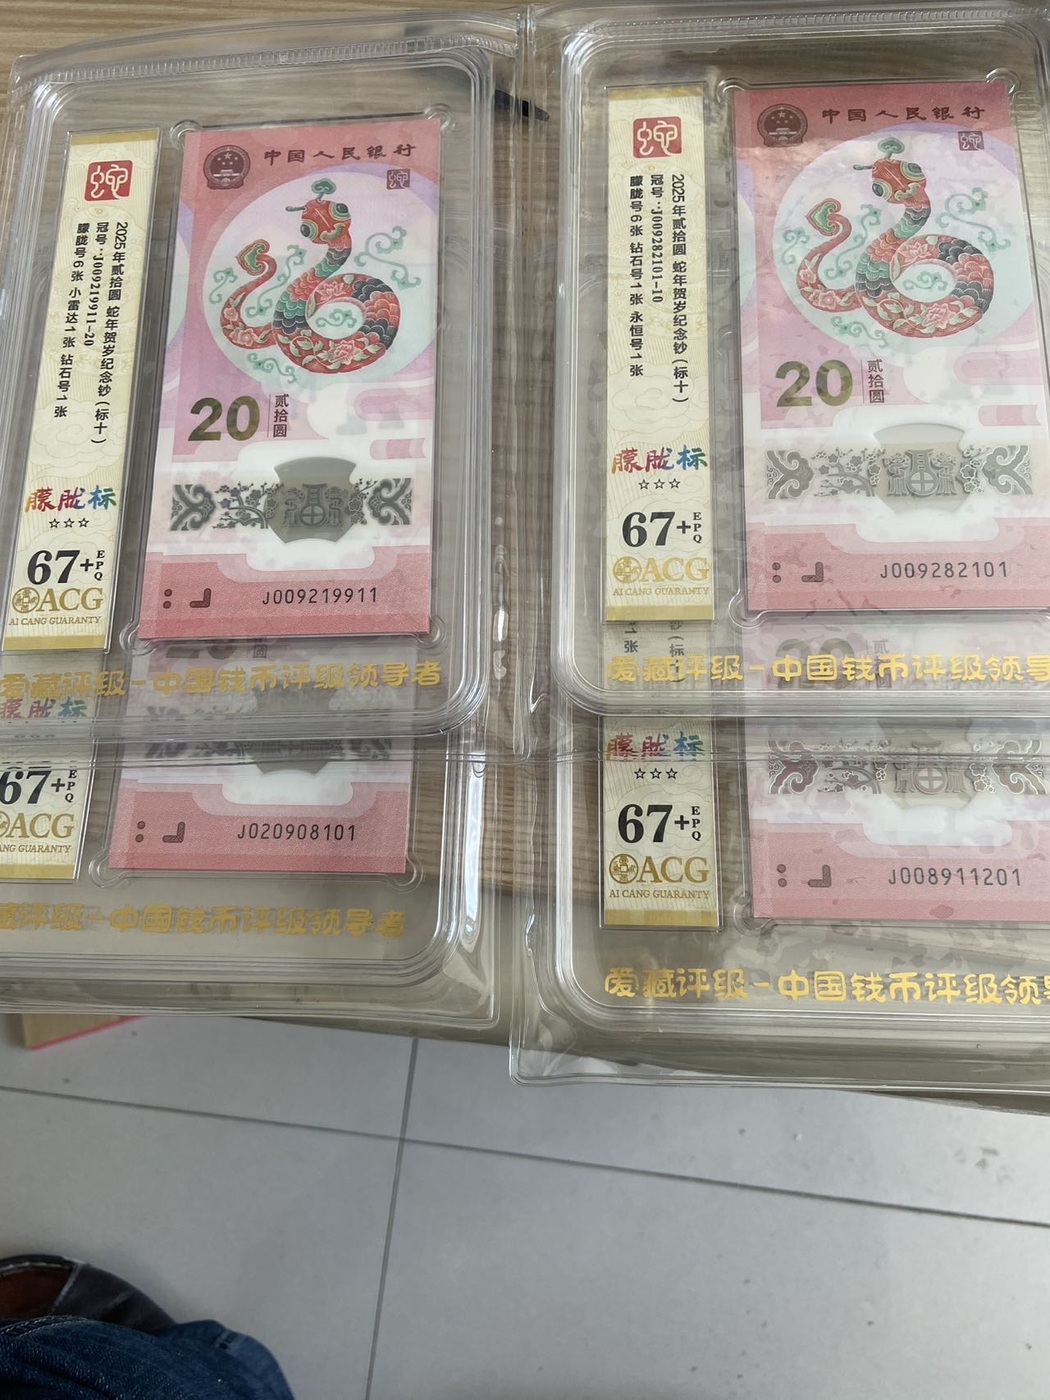 蛇
2025年贰拾圆 蛇年贺岁纪念钞（标十）
冠号：J009219911-20
朦胧号6张 小雷达1张 钻石号1张
朦胧标
☆☆☆
67+EPQ
ACG
AI CANG GUARANTY
中国人民银行
蛇
20
贰拾圆
福
J009219911
爱藏评级-中国钱币评级领导者
蛇
2025年贰拾圆 蛇年贺岁纪念钞（标十）
冠号：J009282101-10
朦胧号6张 钻石号1张 永恒号1张
朦胧标
☆☆☆
67+EPQ
ACG
AI CANG GUARANTY
中国人民银行
蛇
20
贰拾圆
J009282101
爱藏评级-中国钱币评级领导
朦胧标
67+EPQ
ACG
ANG GUARANTY
J020908101
藏评级-中国钱币评级领导者
朦胧标
☆☆☆
67+EPQ
ACG
AI CANG GUARANTY
J008911201
爱藏评级-中国钱币评级领导